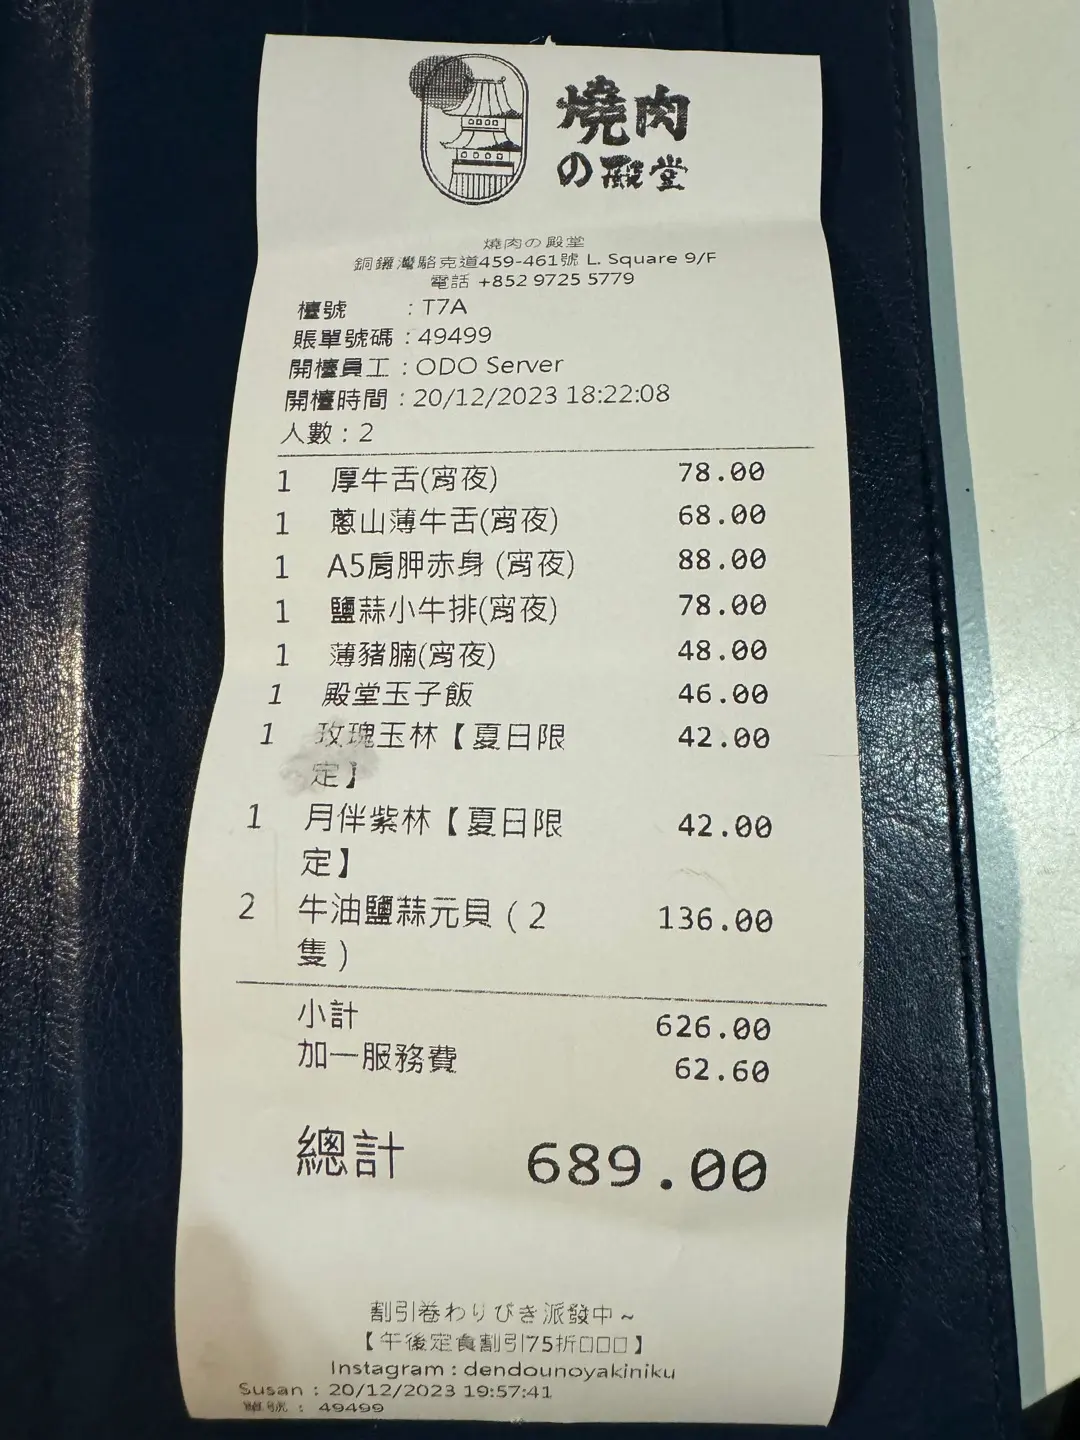 燒肉
の殿堂
燒肉の殿堂
銅鑼灣駱克道459-461號 L. Square 9/F
電話 +852 9725 5779
檯號 : T7A
賬單號碼 : 49499
開檯員工 : ODO Server
開檯時間 : 20/12/2023 18:22:08
人數 : 2
1 厚牛舌(宵夜) 78.00
1 蔥山薄牛舌(宵夜) 68.00
1 A5肩胛赤身 (宵夜) 88.00
1 鹽蒜小牛排(宵夜) 78.00
1 薄豬腩(宵夜) 48.00
1 殿堂玉子飯 46.00
1 玫瑰玉林【夏日限 42.00
定】
1 月伴紫林【夏日限 42.00
定】
2 牛油鹽蒜元貝（2 136.00
隻）
小計 626.00
加一服務費 62.60
總計 689.00
割引巻わりびき派發中~
【午後定食割引75折□□□】
Instagram : dendounoyakiniku
Susan : 20/12/2023 19:57:41
單號 : 49499